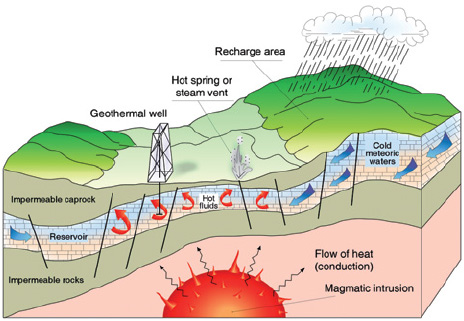 Recharge area
Hot spring or
steam vent
Geothermal well
Cold
meteoric
waters
Impermeable caprock
Hot
fluids
Reservoir
Flow of heat
(conduction)
Impermeable rocks
Magmatic intrusion